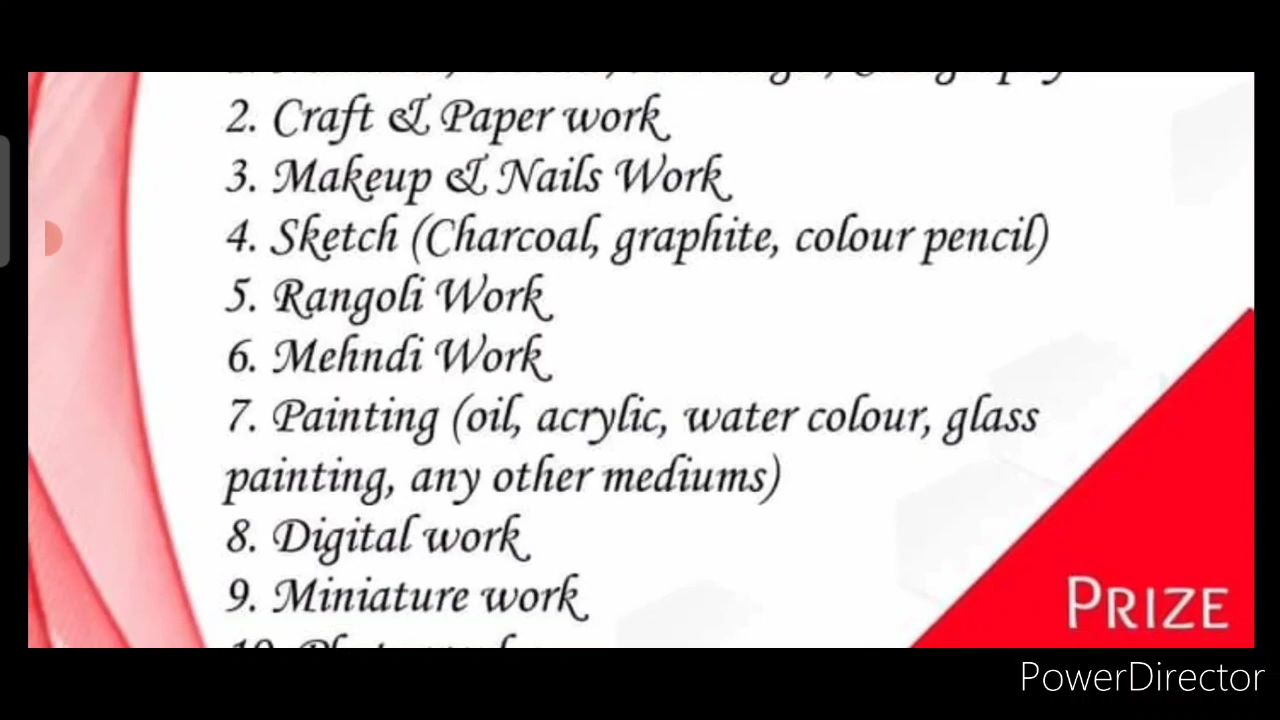 2. Craft & Paper work
3. Makeup & Nails Work
4. Sketch (Charcoal, graphite, colour pencil)
5. Rangoli Work
6. Mehndi Work
7. Painting (oil, acrylic, water colour, glass
painting, any other mediums)
8. Digital work
9. Miniature work
PRIZE
PowerDirector